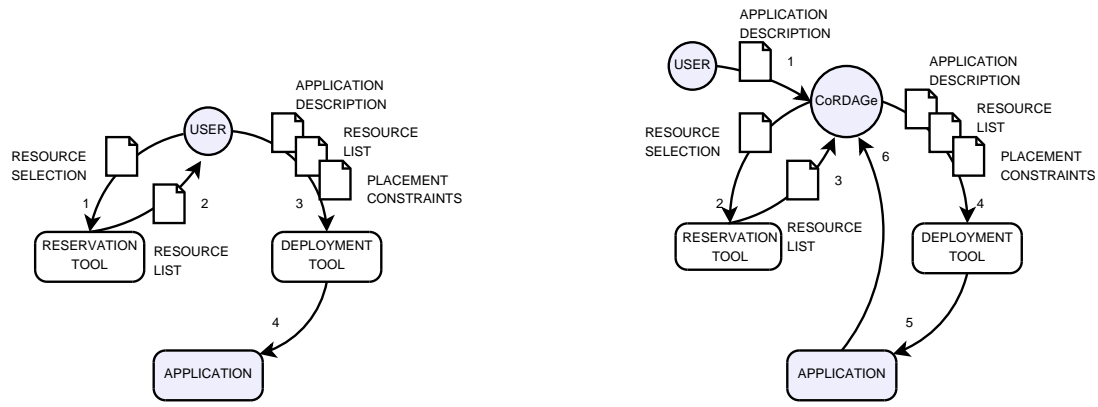 APPLICATION
DESCRIPTION
USER
RESOURCE
LIST
RESOURCE
SELECTION
PLACEMENT
CONSTRAINTS
1
2
3
RESERVATION
TOOL
RESOURCE
LIST
DEPLOYMENT
TOOL
4
APPLICATION
APPLICATION
DESCRIPTION
USER
1
CoRDAGe
APPLICATION
DESCRIPTION
RESOURCE
LIST
RESOURCE
SELECTION
6
PLACEMENT
CONSTRAINTS
3
2
4
RESERVATION
TOOL
RESOURCE
LIST
DEPLOYMENT
TOOL
5
APPLICATION